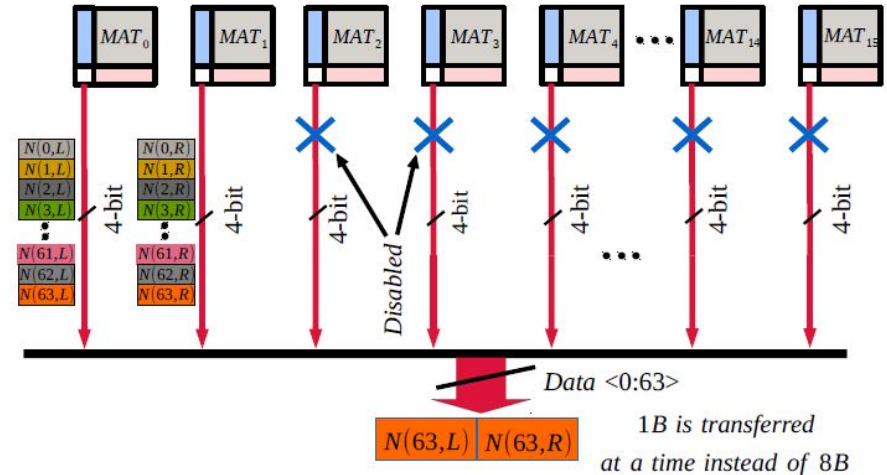 MAT0 MAT1 MAT2 MAT3 MAT4 MAT14 MAT15
N(0,L) N(0,R)
N(1,L) N(1,R)
N(2,L) N(2,R)
N(3,L) N(3,R)
4-bit 4-bit 4-bit 4-bit 4-bit 4-bit 4-bit
N(61,L) N(61,R)
N(62,L) N(62,R)
N(63,L) N(63,R)
Disabled
Data <0:63>
N(63,L) N(63,R)
1B is transferred
at a time instead of 8B